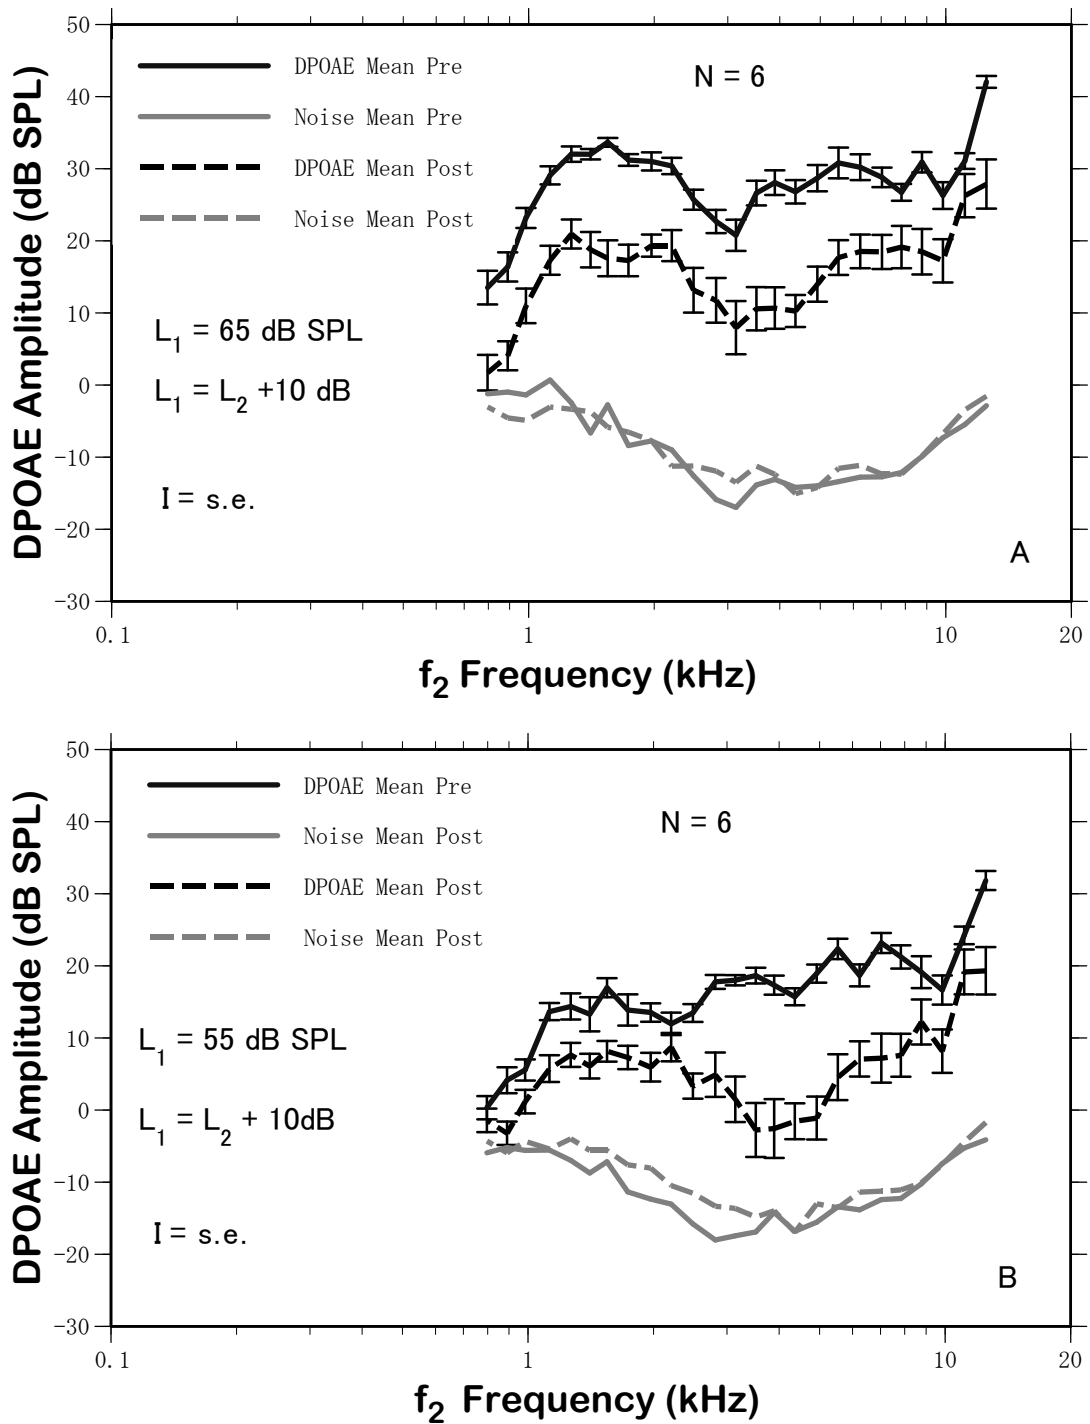 50
40
30
20
10
0
-10
-20
-30
DPOAE Amplitude (dB SPL)
DPOAE Mean Pre
Noise Mean Pre
DPOAE Mean Post
Noise Mean Post
N = 6
L1 = 65 dB SPL
L1 = L2 +10 dB
I = s.e.
A
0.1 1 10 20
f2 Frequency (kHz)
50
40
30
20
10
0
-10
-20
-30
DPOAE Amplitude (dB SPL)
DPOAE Mean Pre
Noise Mean Post
DPOAE Mean Post
Noise Mean Post
N = 6
L1 = 55 dB SPL
L1 = L2 + 10dB
I = s.e.
B
0.1 1 10 20
f2 Frequency (kHz)